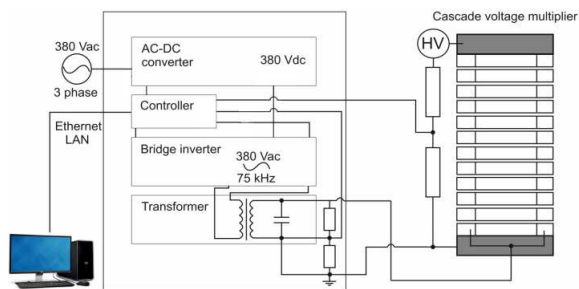 Cascade voltage multiplier
380 Vac
3 phase
AC-DC
converter
380 Vdc
HV
Controller
Ethernet
LAN
Bridge inverter
380 Vac
75 kHz
Transformer